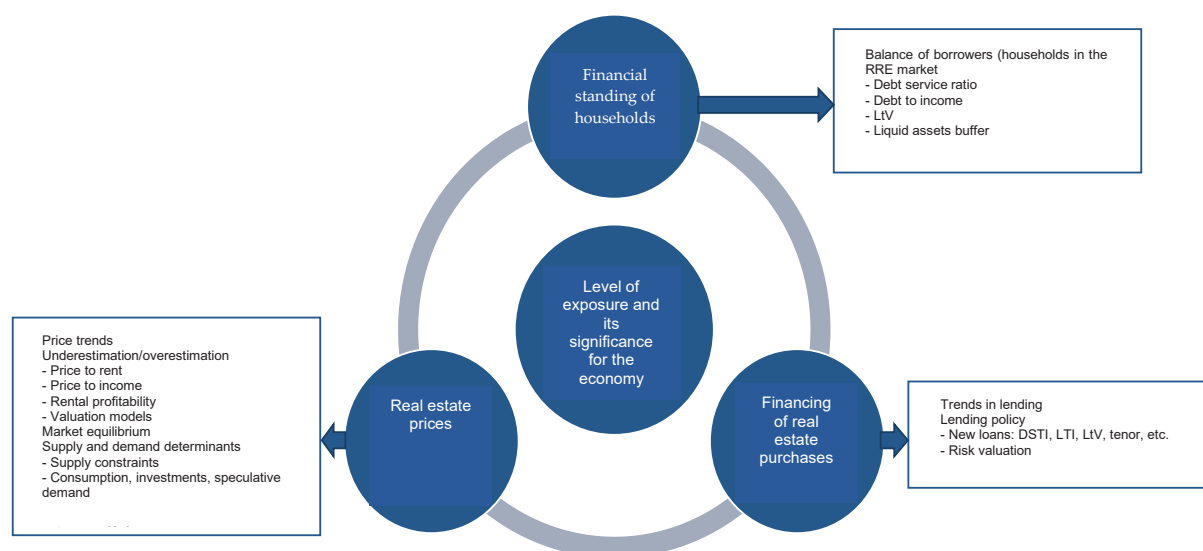 Financial
standing of
households
Balance of borrowers (households in the
RRE market
- Debt service ratio
- Debt to income
- LtV
- Liquid assets buffer
Level of
exposure and
its
significance
for the
economy
Price trends
Underestimation/overestimation
- Price to rent
- Price to income
- Rental profitability
- Valuation models
Market equilibrium
Supply and demand determinants
- Supply constraints
- Consumption, investments, speculative
demand
Real estate
prices
Financing
of real
estate
purchases
Trends in lending
Lending policy
- New loans: DSTI, LTI, LtV, tenor, etc.
- Risk valuation